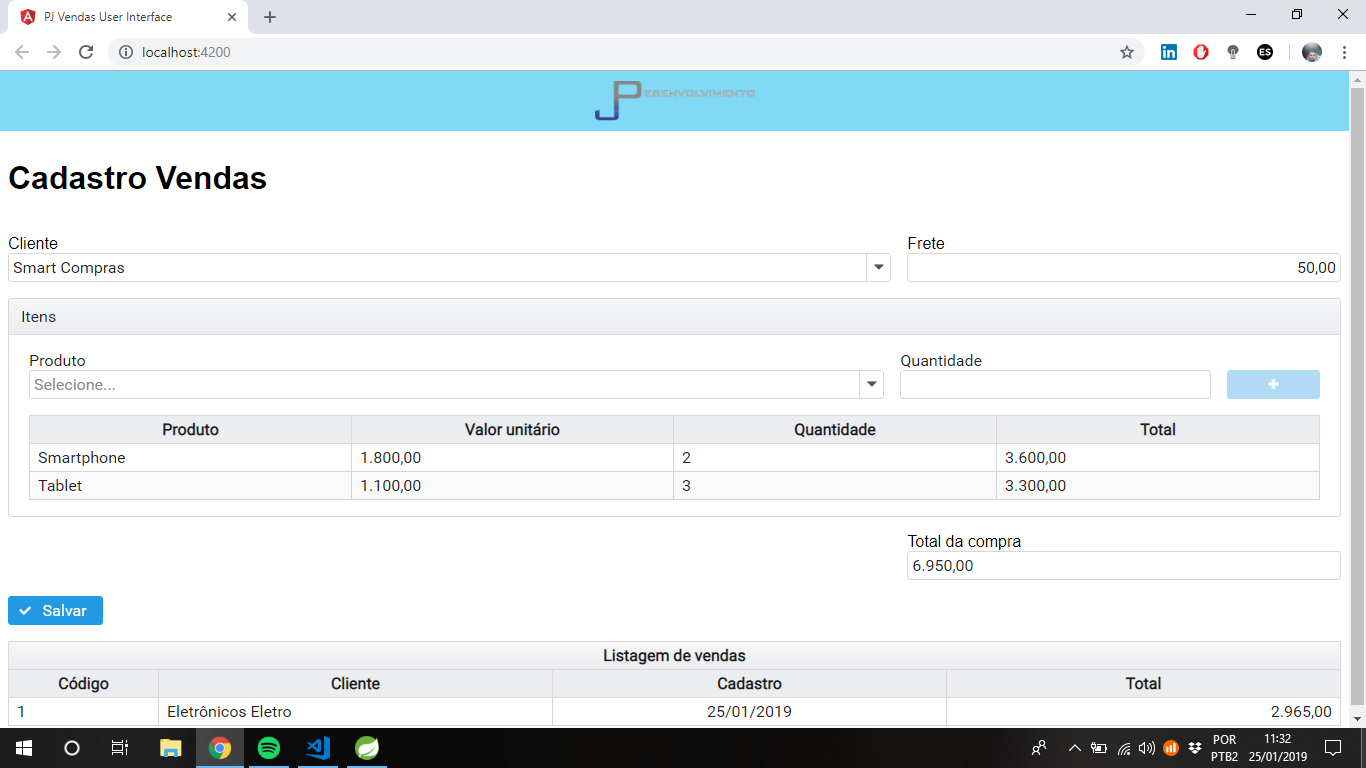 PJ Vendas User Interface
localhost:4200
in
ES
JP ESENVOLVIMENTO
Cadastro Vendas
Cliente
Frete
Smart Compras
50,00
Itens
Produto
Quantidade
Selecione...
Produto Valor unitário Quantidade Total
Smartphone 1.800,00 2 3.600,00
Tablet 1.100,00 3 3.300,00
Total da compra
6.950,00
Salvar
Listagem de vendas
Código Cliente Cadastro Total
1 Eletrônicos Eletro 25/01/2019 2.965,00
POR
PTB2
11:32
25/01/2019